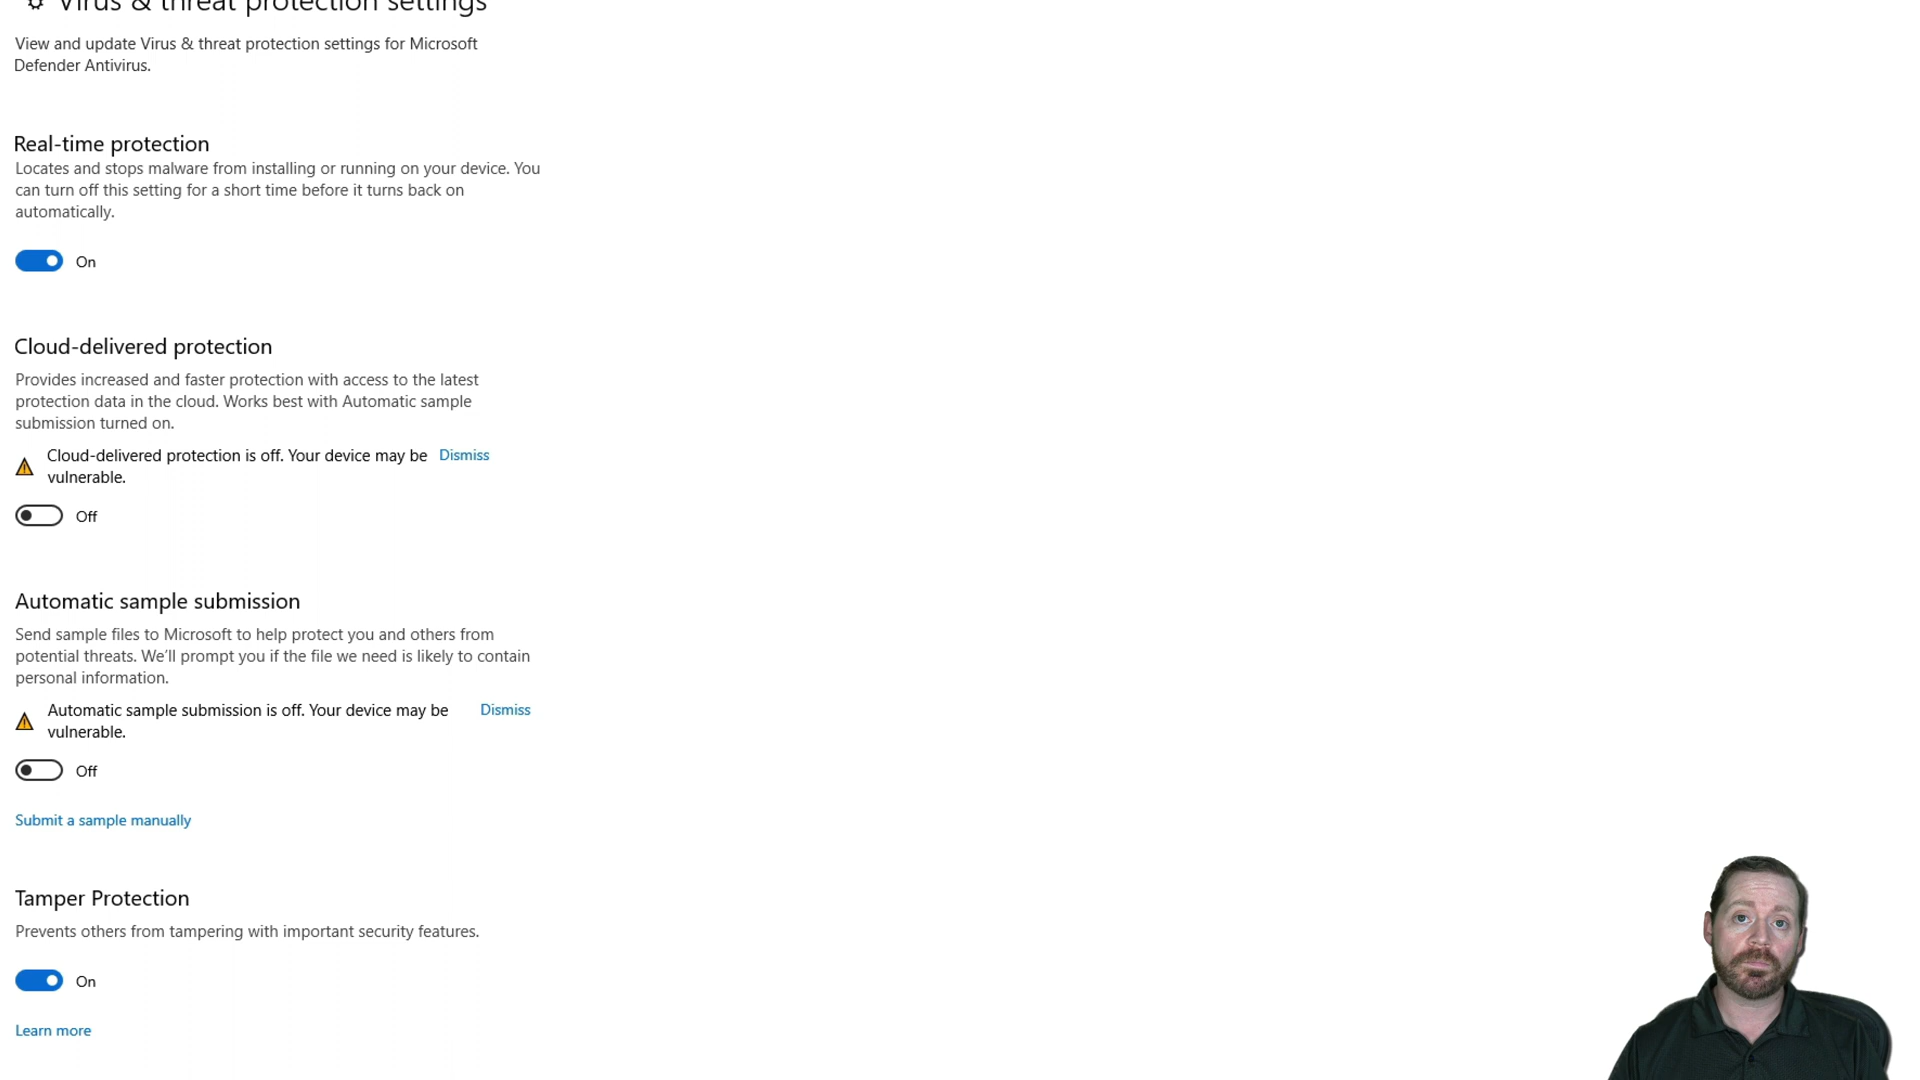 Virus & threat protection settings
View and update Virus & threat protection settings for Microsoft
Defender Antivirus.
Real-time protection
Locates and stops malware from installing or running on your device. You
can turn off this setting for a short time before it turns back on
automatically.
On
Cloud-delivered protection
Provides increased and faster protection with access to the latest
protection data in the cloud. Works best with Automatic sample
submission turned on.
Cloud-delivered protection is off. Your device may be Dismiss
vulnerable.
Off
Automatic sample submission
Send sample files to Microsoft to help protect you and others from
potential threats. We'll prompt you if the file we need is likely to contain
personal information.
Automatic sample submission is off. Your device may be Dismiss
vulnerable.
Off
Submit a sample manually
Tamper Protection
Prevents others from tampering with important security features.
On
Learn more